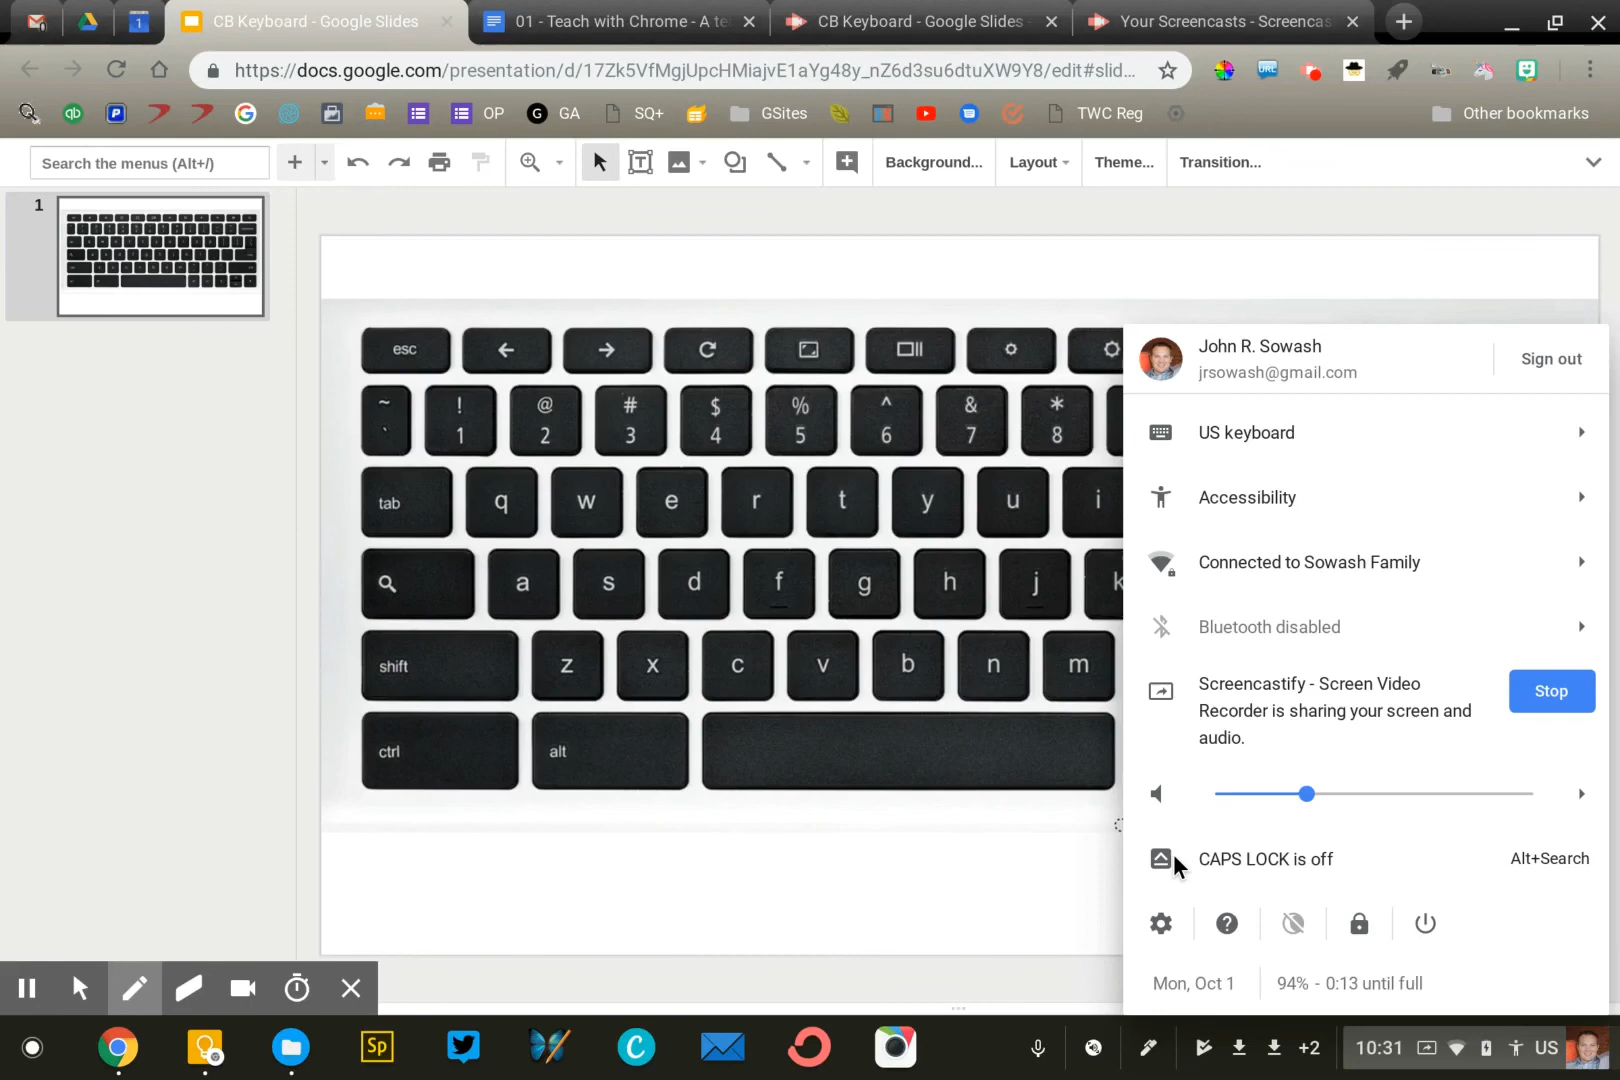 CB Keyboard - Google Slides
01 - Teach with Chrome - A te
CB Keyboard - Google Slides -
Your Screencasts - Screencas
https://docs.google.com/presentation/d/17Zk5VfMgjUpcHMiajvE1aYg48y_nZ6d3su6dtuXW9Y8/edit#slid...
OP
GA
SQ+
GSites
TWC Reg
Other bookmarks
Search the menus (Alt+/)
Background...
Layout
Theme...
Transition...
1
esc
~ ! @ # $ % ^ & *
` 1 2 3 4 5 6 7 8
tab q w e r t y u i
a s d f g h j k
shift z x c v b n m
ctrl alt
John R. Sowash
jrsowash@gmail.com
Sign out
US keyboard
Accessibility
Connected to Sowash Family
Bluetooth disabled
Screencastify - Screen Video
Recorder is sharing your screen and
audio.
Stop
CAPS LOCK is off
Alt+Search
Mon, Oct 1
94% - 0:13 until full
Sp
+2
10:31
US